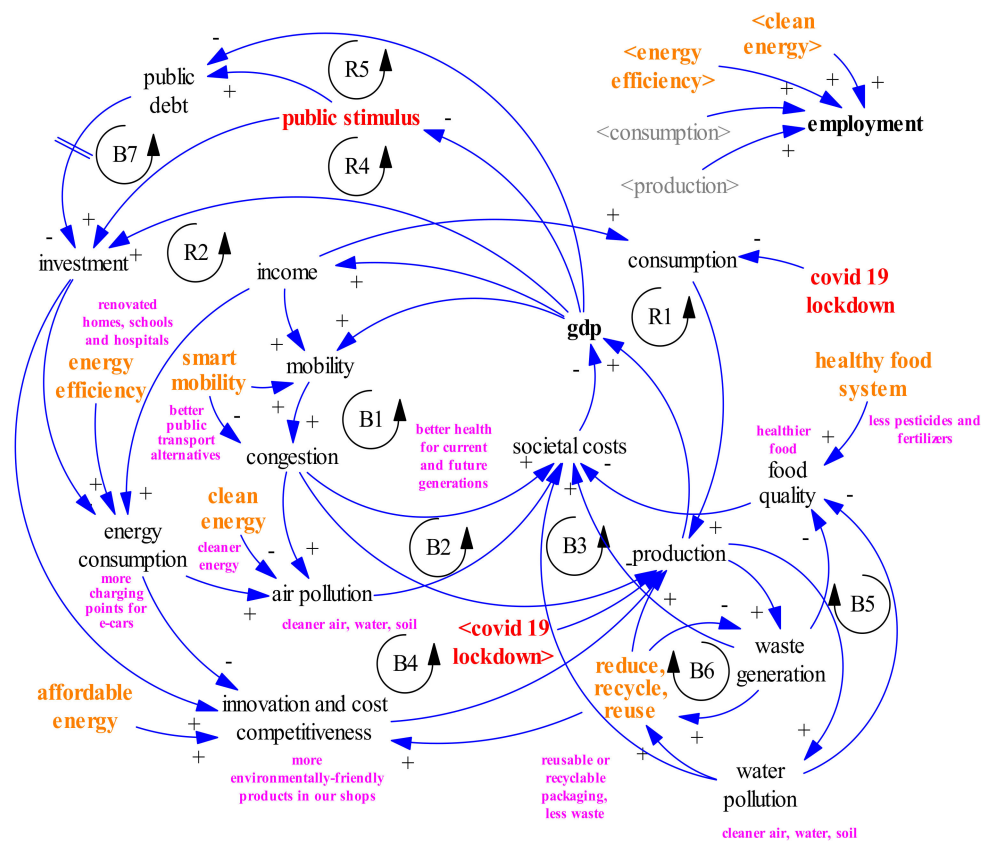 <clean
energy>
<energy
efficiency>
employment
<consumption>
<production>
public
debt
public stimulus
R5
B7
R4
R2
investment
income
consumption
covid 19
lockdown
R1
gdp
renovated
homes, schools
and hospitals
energy
efficiency
smart
mobility
mobility
better
public
transport
alternatives
B1
congestion
better health
for current
and future
generations
societal costs
healthy food
system
less pesticides and
fertilizers
healthier
food
food
quality
clean
energy
cleaner
energy
energy
consumption
more
charging
points for
e-cars
B2
B3
production
air pollution
cleaner air, water, soil
B5
<covid 19
lockdown>
B4
reduce,
recycle,
reuse
B6
waste
generation
affordable
energy
innovation and cost
competitiveness
more
environmentally-friendly
products in our shops
reusable or
recyclable
packaging,
less waste
water
pollution
cleaner air, water, soil